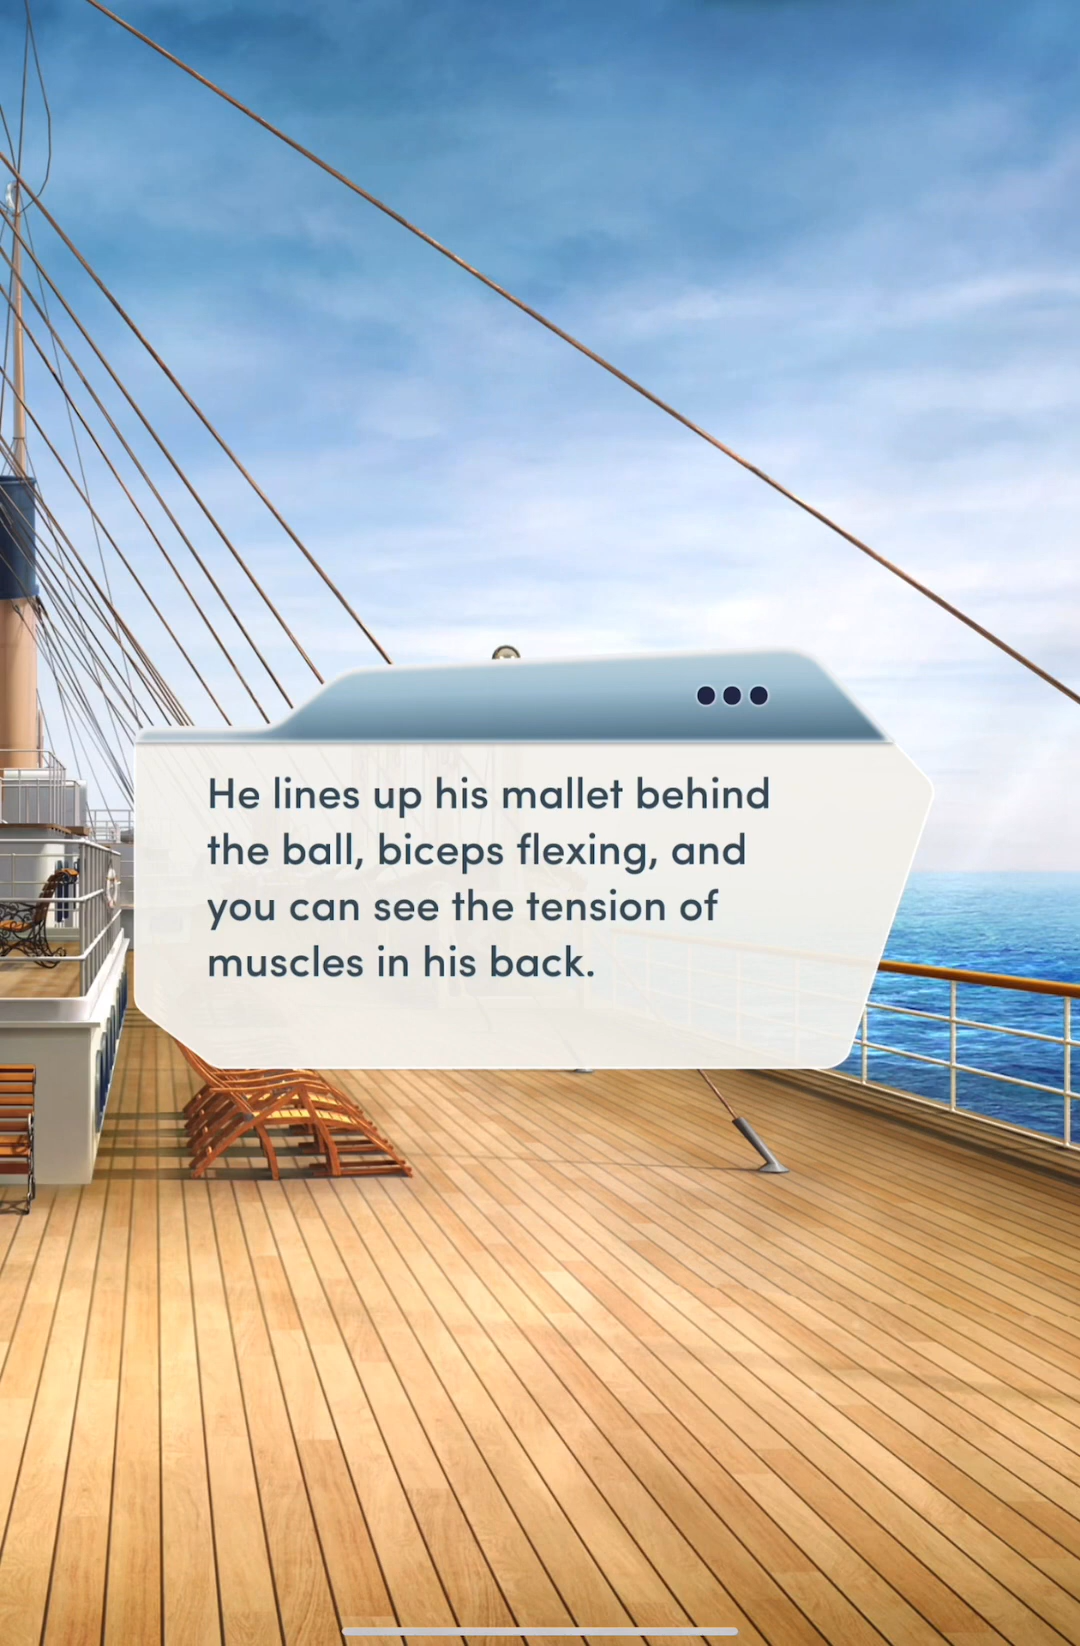 He lines up his mallet behind
the ball, biceps flexing, and
you can see the tension of
muscles in his back.